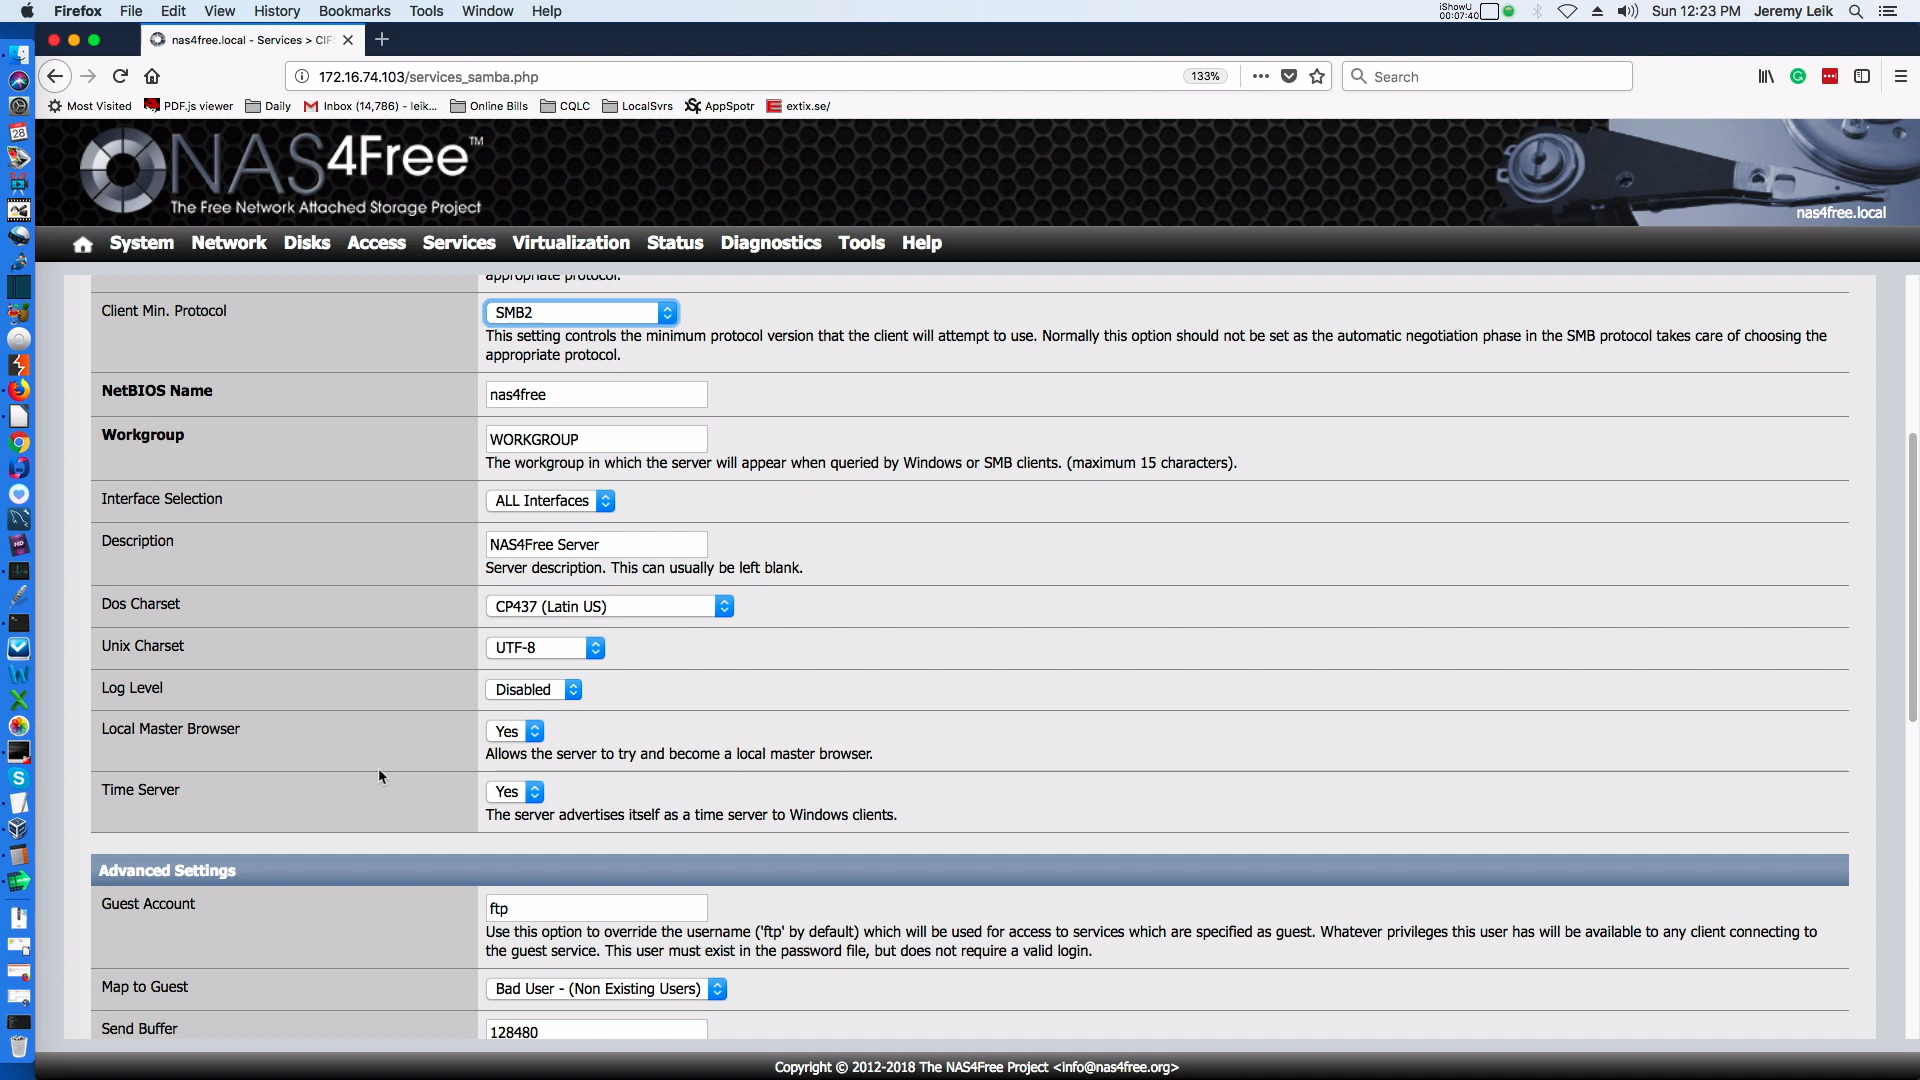 Firefox File Edit View History Bookmarks Tools Window Help
iShowU
00:07:40
Sun 12:23 PM Jeremy Leik
nas4free.local - Services > CIF
172.16.74.103/services_samba.php
133%
Search
Most Visited PDF.js viewer Daily Inbox (14,786) - leik... Online Bills CQLC LocalSvrs AppSpotr extix.se/
28
NAS4Free™
The Free Network Attached Storage Project
nas4free.local
System Network Disks Access Services Virtualization Status Diagnostics Tools Help
appropriate protocol.
Client Min. Protocol
SMB2
This setting controls the minimum protocol version that the client will attempt to use. Normally this option should not be set as the automatic negotiation phase in the SMB protocol takes care of choosing the
appropriate protocol.
NetBIOS Name
nas4free
Workgroup
WORKGROUP
The workgroup in which the server will appear when queried by Windows or SMB clients. (maximum 15 characters).
Interface Selection
ALL Interfaces
Description
NAS4Free Server
Server description. This can usually be left blank.
Dos Charset
CP437 (Latin US)
Unix Charset
UTF-8
Log Level
Disabled
Local Master Browser
Yes
Allows the server to try and become a local master browser.
Time Server
Yes
The server advertises itself as a time server to Windows clients.
Advanced Settings
Guest Account
ftp
Use this option to override the username ('ftp' by default) which will be used for access to services which are specified as guest. Whatever privileges this user has will be available to any client connecting to
the guest service. This user must exist in the password file, but does not require a valid login.
Map to Guest
Bad User - (Non Existing Users)
Send Buffer
128480
Copyright © 2012-2018 The NAS4Free Project <info@nas4free.org>